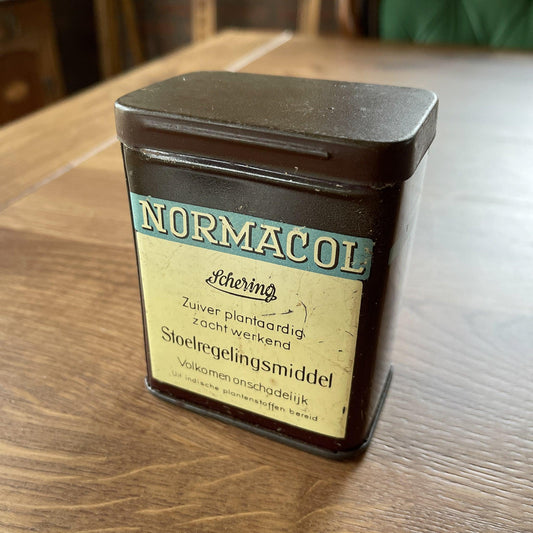 NORMACOL
Schering
Zuiver plantaardig
zacht werkend
Stoelregelingsmiddel
Volkomen onschadelijk
Uit indische plantenstoffen bereid